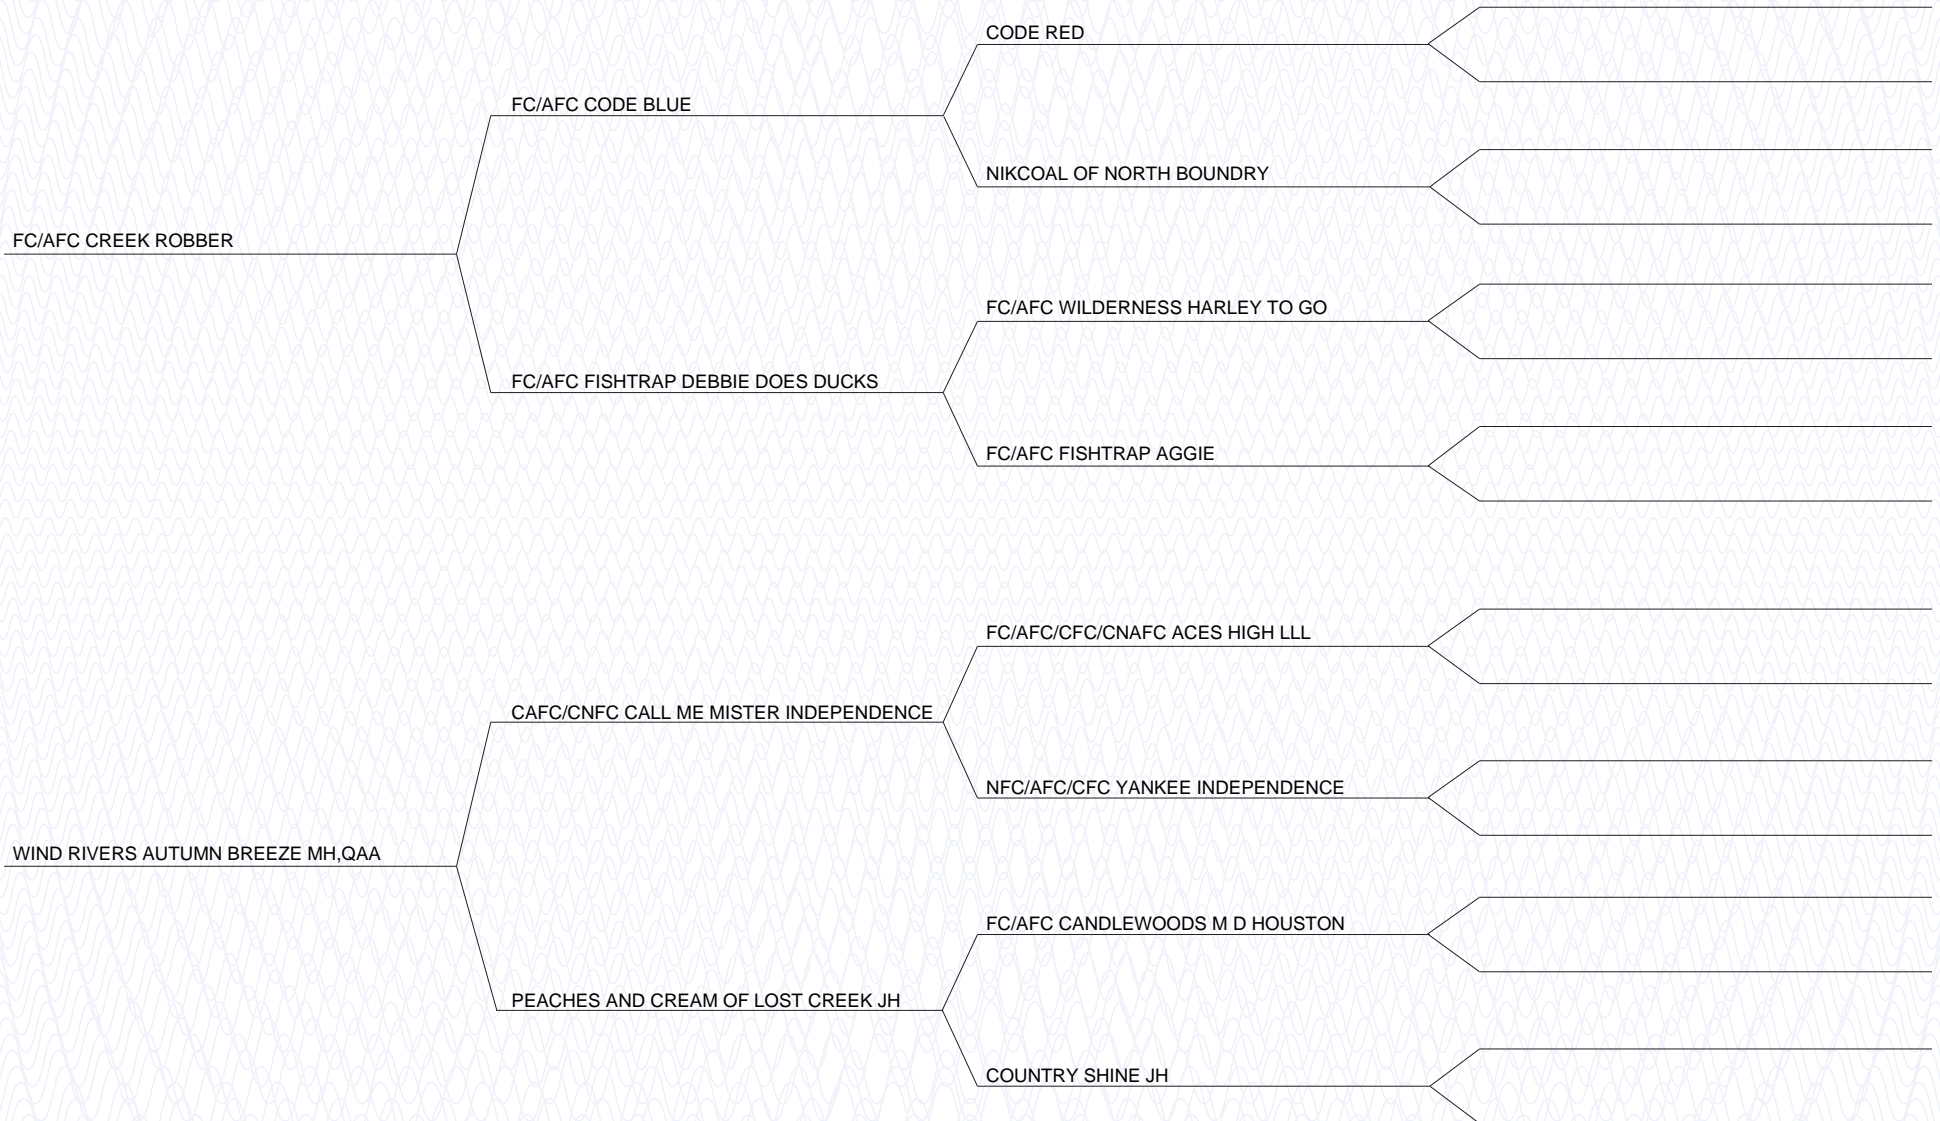 CODE RED
FC/AFC CODE BLUE
NIKCOAL OF NORTH BOUNDRY
FC/AFC CREEK ROBBER
FC/AFC WILDERNESS HARLEY TO GO
FC/AFC FISHTRAP DEBBIE DOES DUCKS
FC/AFC FISHTRAP AGGIE
FC/AFC/CFC/CNAFC ACES HIGH LLL
CAFC/CNFC CALL ME MISTER INDEPENDENCE
NFC/AFC/CFC YANKEE INDEPENDENCE
WIND RIVERS AUTUMN BREEZE MH,QAA
FC/AFC CANDLEWOODS M D HOUSTON
PEACHES AND CREAM OF LOST CREEK JH
COUNTRY SHINE JH